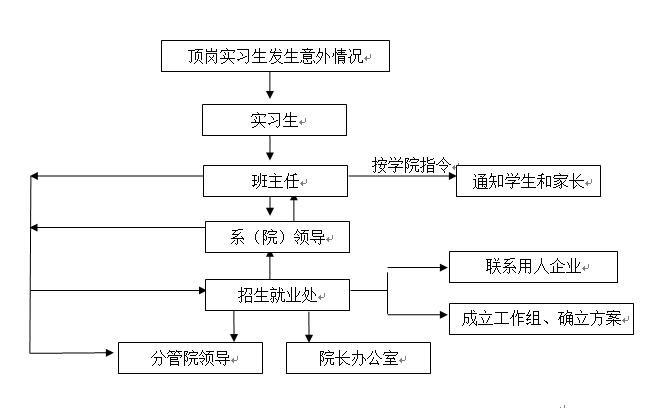 顶岗实习生发生意外情况
实习生
班主任
按学院指令
通知学生和家长
系（院）领导
招生就业处
联系用人企业
成立工作组、确立方案
分管院领导
院长办公室